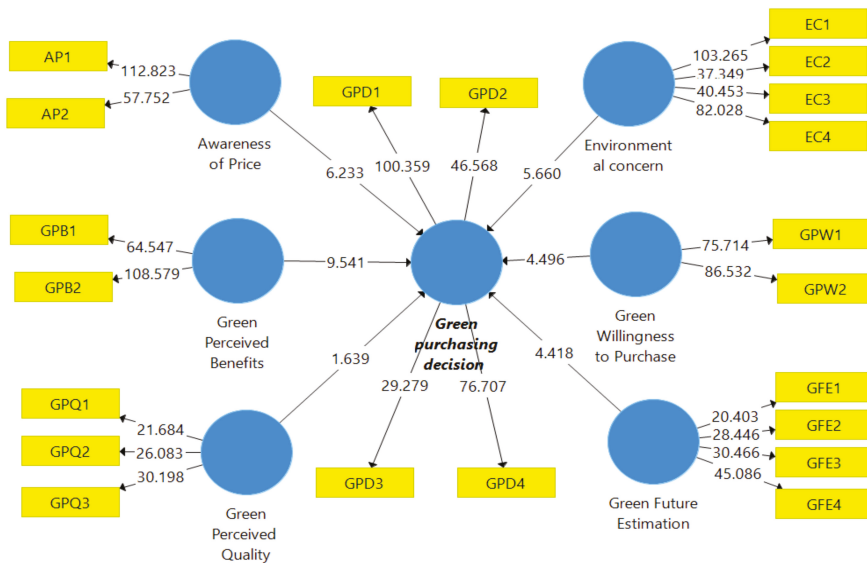 EC1
AP1
103.265
EC2
112.823
GPD1
GPD2
37.349
57.752
40.453
EC3
AP2
82.028
EC4
Awareness
of Price
Environment
al concern
6.233
100.359
46.568
5.660
GPB1
64.547
75.714
GPW1
108.579
9.541
4.496
86.532
GPB2
GPW2
Green
Perceived
Benefits
Green
purchasing
decision
Green
Willingness
to Purchase
1.639
4.418
29.279
76.707
GPQ1
21.684
GFE1
20.403
GPQ2
26.083
28.446
GFE2
30.198
30.466
GFE3
GPQ3
45.086
GPD3
GPD4
GFE4
Green
Perceived
Quality
Green Future
Estimation